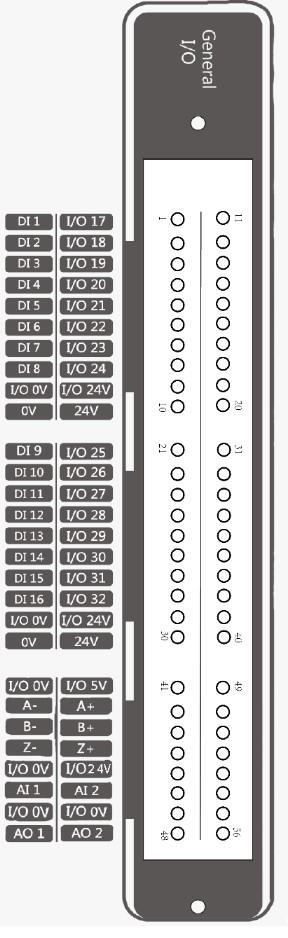 General
I/O
DI 1 I/O 17 1 11
DI 2 I/O 18
DI 3 I/O 19
DI 4 I/O 20
DI 5 I/O 21
DI 6 I/O 22
DI 7 I/O 23
DI 8 I/O 24
I/O 0V I/O 24V
0V 24V 10 20
DI 9 I/O 25 21 31
DI 10 I/O 26
DI 11 I/O 27
DI 12 I/O 28
DI 13 I/O 29
DI 14 I/O 30
DI 15 I/O 31
DI 16 I/O 32
I/O 0V I/O 24V
0V 24V 30 40
I/O 0V I/O 5V 41 49
A- A+
B- B+
Z- Z+
I/O 0V I/O24V
AI 1 AI 2
I/O 0V I/O 0V
AO 1 AO 2 48 56